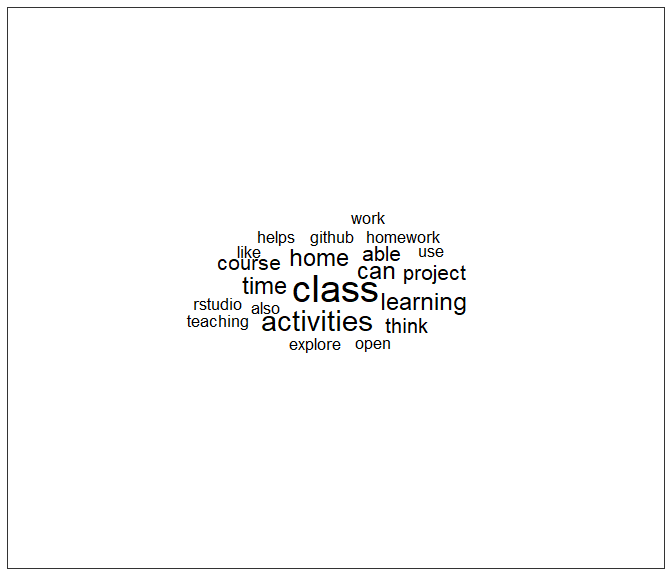 work
helps github homework
like able use
course home can project
time class learning
rstudio also
teaching activities think
explore open